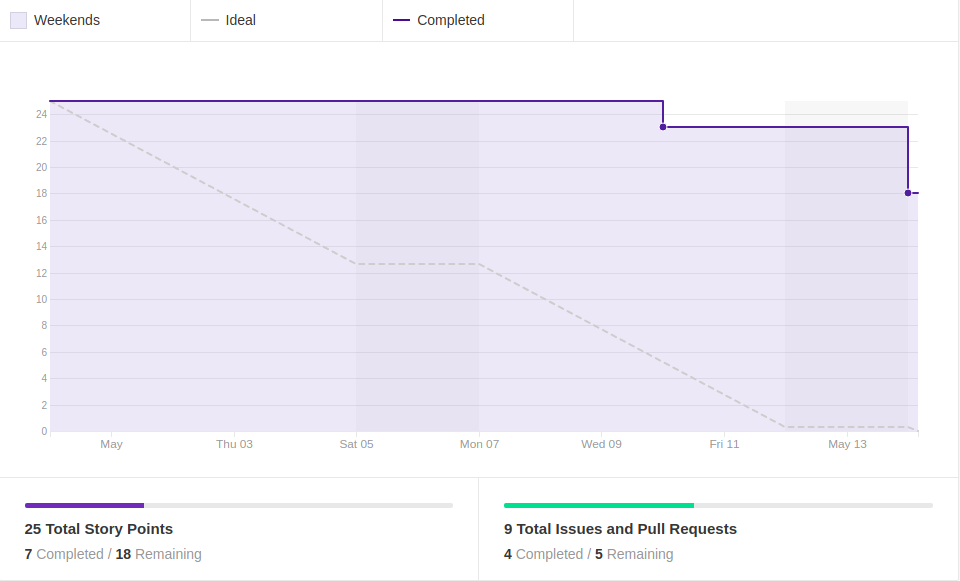 Weekends Ideal Completed
24
22
20
18
16
14
12
10
8
6
4
2
0
May Thu 03 Sat 05 Mon 07 Wed 09 Fri 11 May 13
25 Total Story Points
7 Completed / 18 Remaining
9 Total Issues and Pull Requests
4 Completed / 5 Remaining